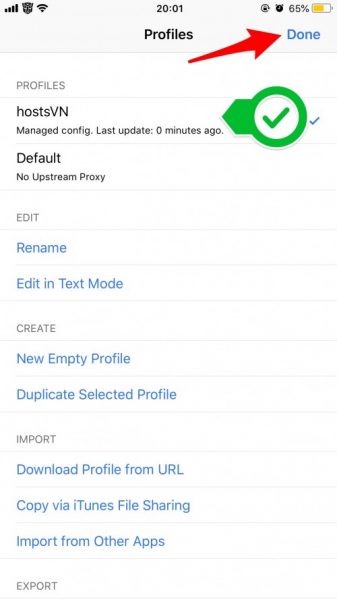 20:01
65%
Profiles
Done
PROFILES
hostsVN
Managed config. Last update: 0 minutes ago.
Default
No Upstream Proxy
EDIT
Rename
Edit in Text Mode
CREATE
New Empty Profile
Duplicate Selected Profile
IMPORT
Download Profile from URL
Copy via iTunes File Sharing
Import from Other Apps
EXPORT